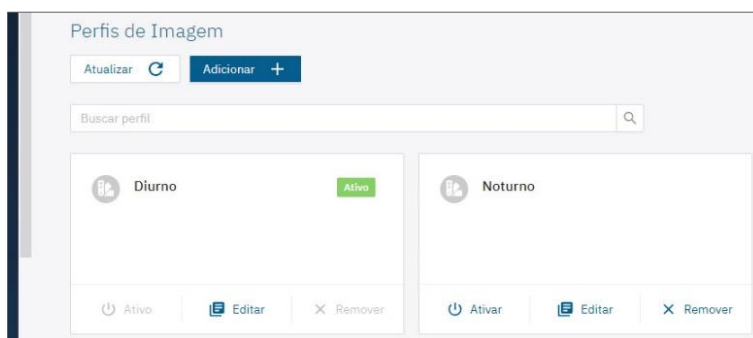 Perfis de Imagem
Atualizar Adicionar
Buscar perfil
Diurno Ativo Noturno
Ativo Editar Remover Ativar Editar Remover